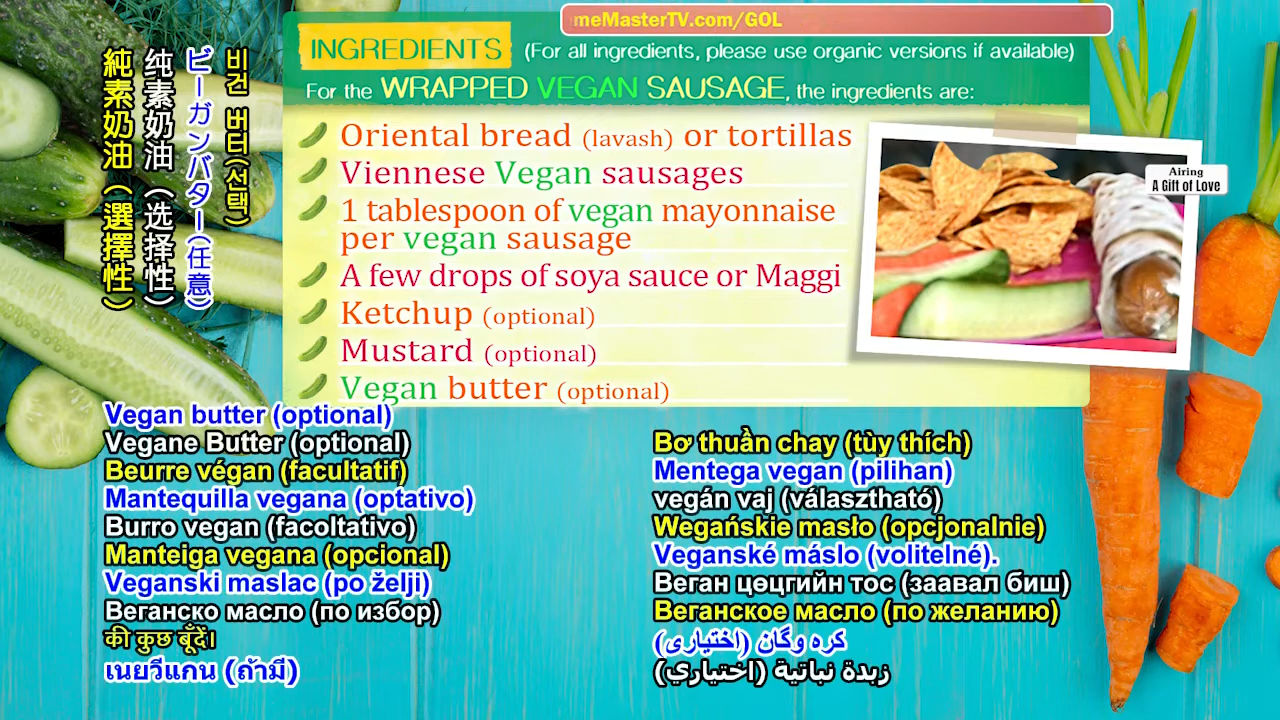 meMasterTV.com/GOL
INGREDIENTS (For all ingredients, please use organic versions if available)
For the WRAPPED VEGAN SAUSAGE, the ingredients are:
Oriental bread (lavash) or tortillas
Viennese Vegan sausages
1 tablespoon of vegan mayonnaise
per vegan sausage
A few drops of soya sauce or Maggi
Ketchup (optional)
Mustard (optional)
Vegan butter (optional)
Airing
A Gift of Love
純素奶油（選擇性）
纯素奶油（选择性）
ビーガンバター(任意)
비건 버터(선택)
Vegan butter (optional)
Vegane Butter (optional)
Beurre végan (facultatif)
Mantequilla vegana (optativo)
Burro vegan (facoltativo)
Manteiga vegana (opcional)
Veganski maslac (po želji)
Веганско масло (по избор)
की कुछ बूँदें।
เนยวีแกน (ถ้ามี)
Bơ thuần chay (tùy thích)
Mentega vegan (pilihan)
vegán vaj (választható)
Wegańskie masło (opcjonalnie)
Veganské máslo (volitelné).
Веган цөцгийн тос (заавал биш)
Веганское масло (по желанию)
کره وگان (اختیاری)
زبدة نباتية (اختياري)